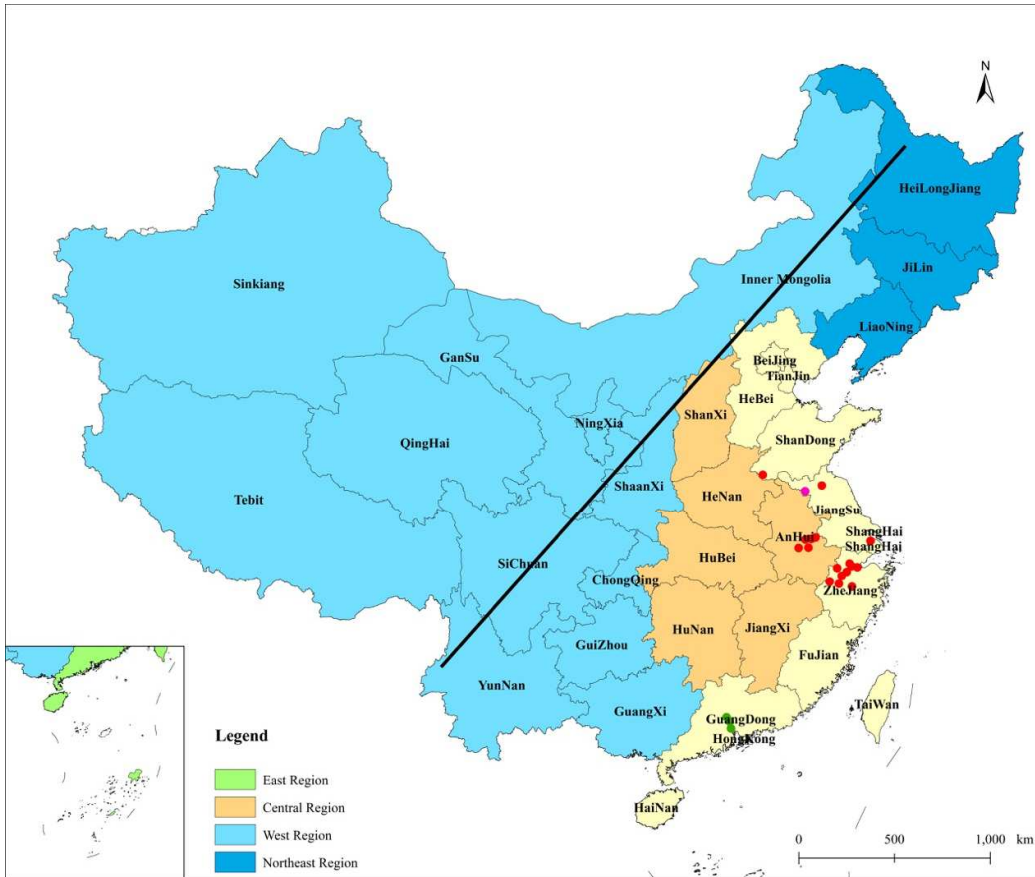 N
HeiLongJiang
JiLin
LiaoNing
Inner Mongolia
Sinkiang
GanSu
BeiJing
TianJin
HeBei
ShanXi
NingXia
QingHai
ShanDong
ShaanXi
HeNan
Tebit
JiangSu
AnHui
ShangHai
ShangHai
HuBei
SiChuan
ChongQing
ZheJiang
HuNan
JiangXi
GuiZhou
FuJian
YunNan
GuangXi
TaiWan
GuangDong
HongKong
HaiNan
Legend
East Region
Central Region
West Region
Northeast Region
0 500 1,000 km